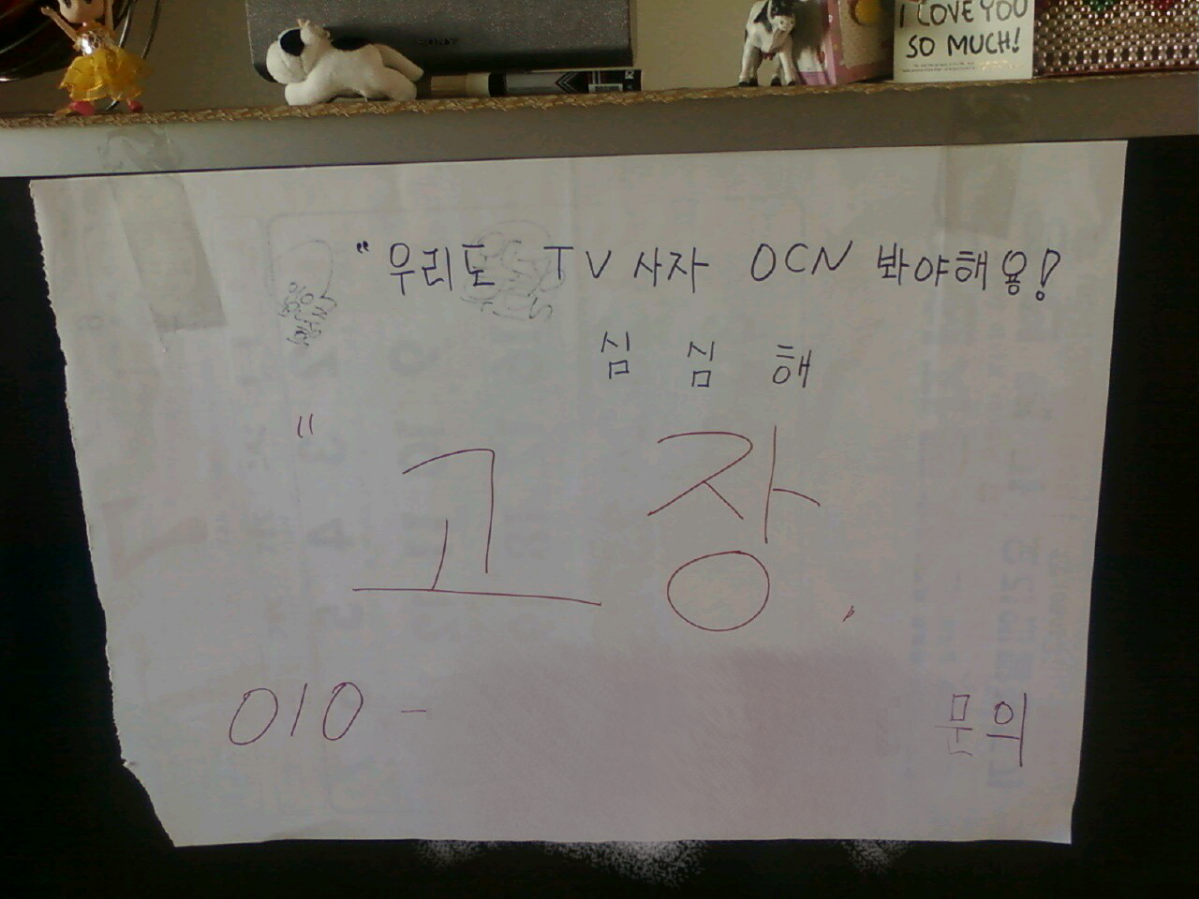 SONY
I LOVE YOU
SO MUCH!
"우리도 TV 사자 OCN 봐야해용!
심심해
"고장,
010 - 문의